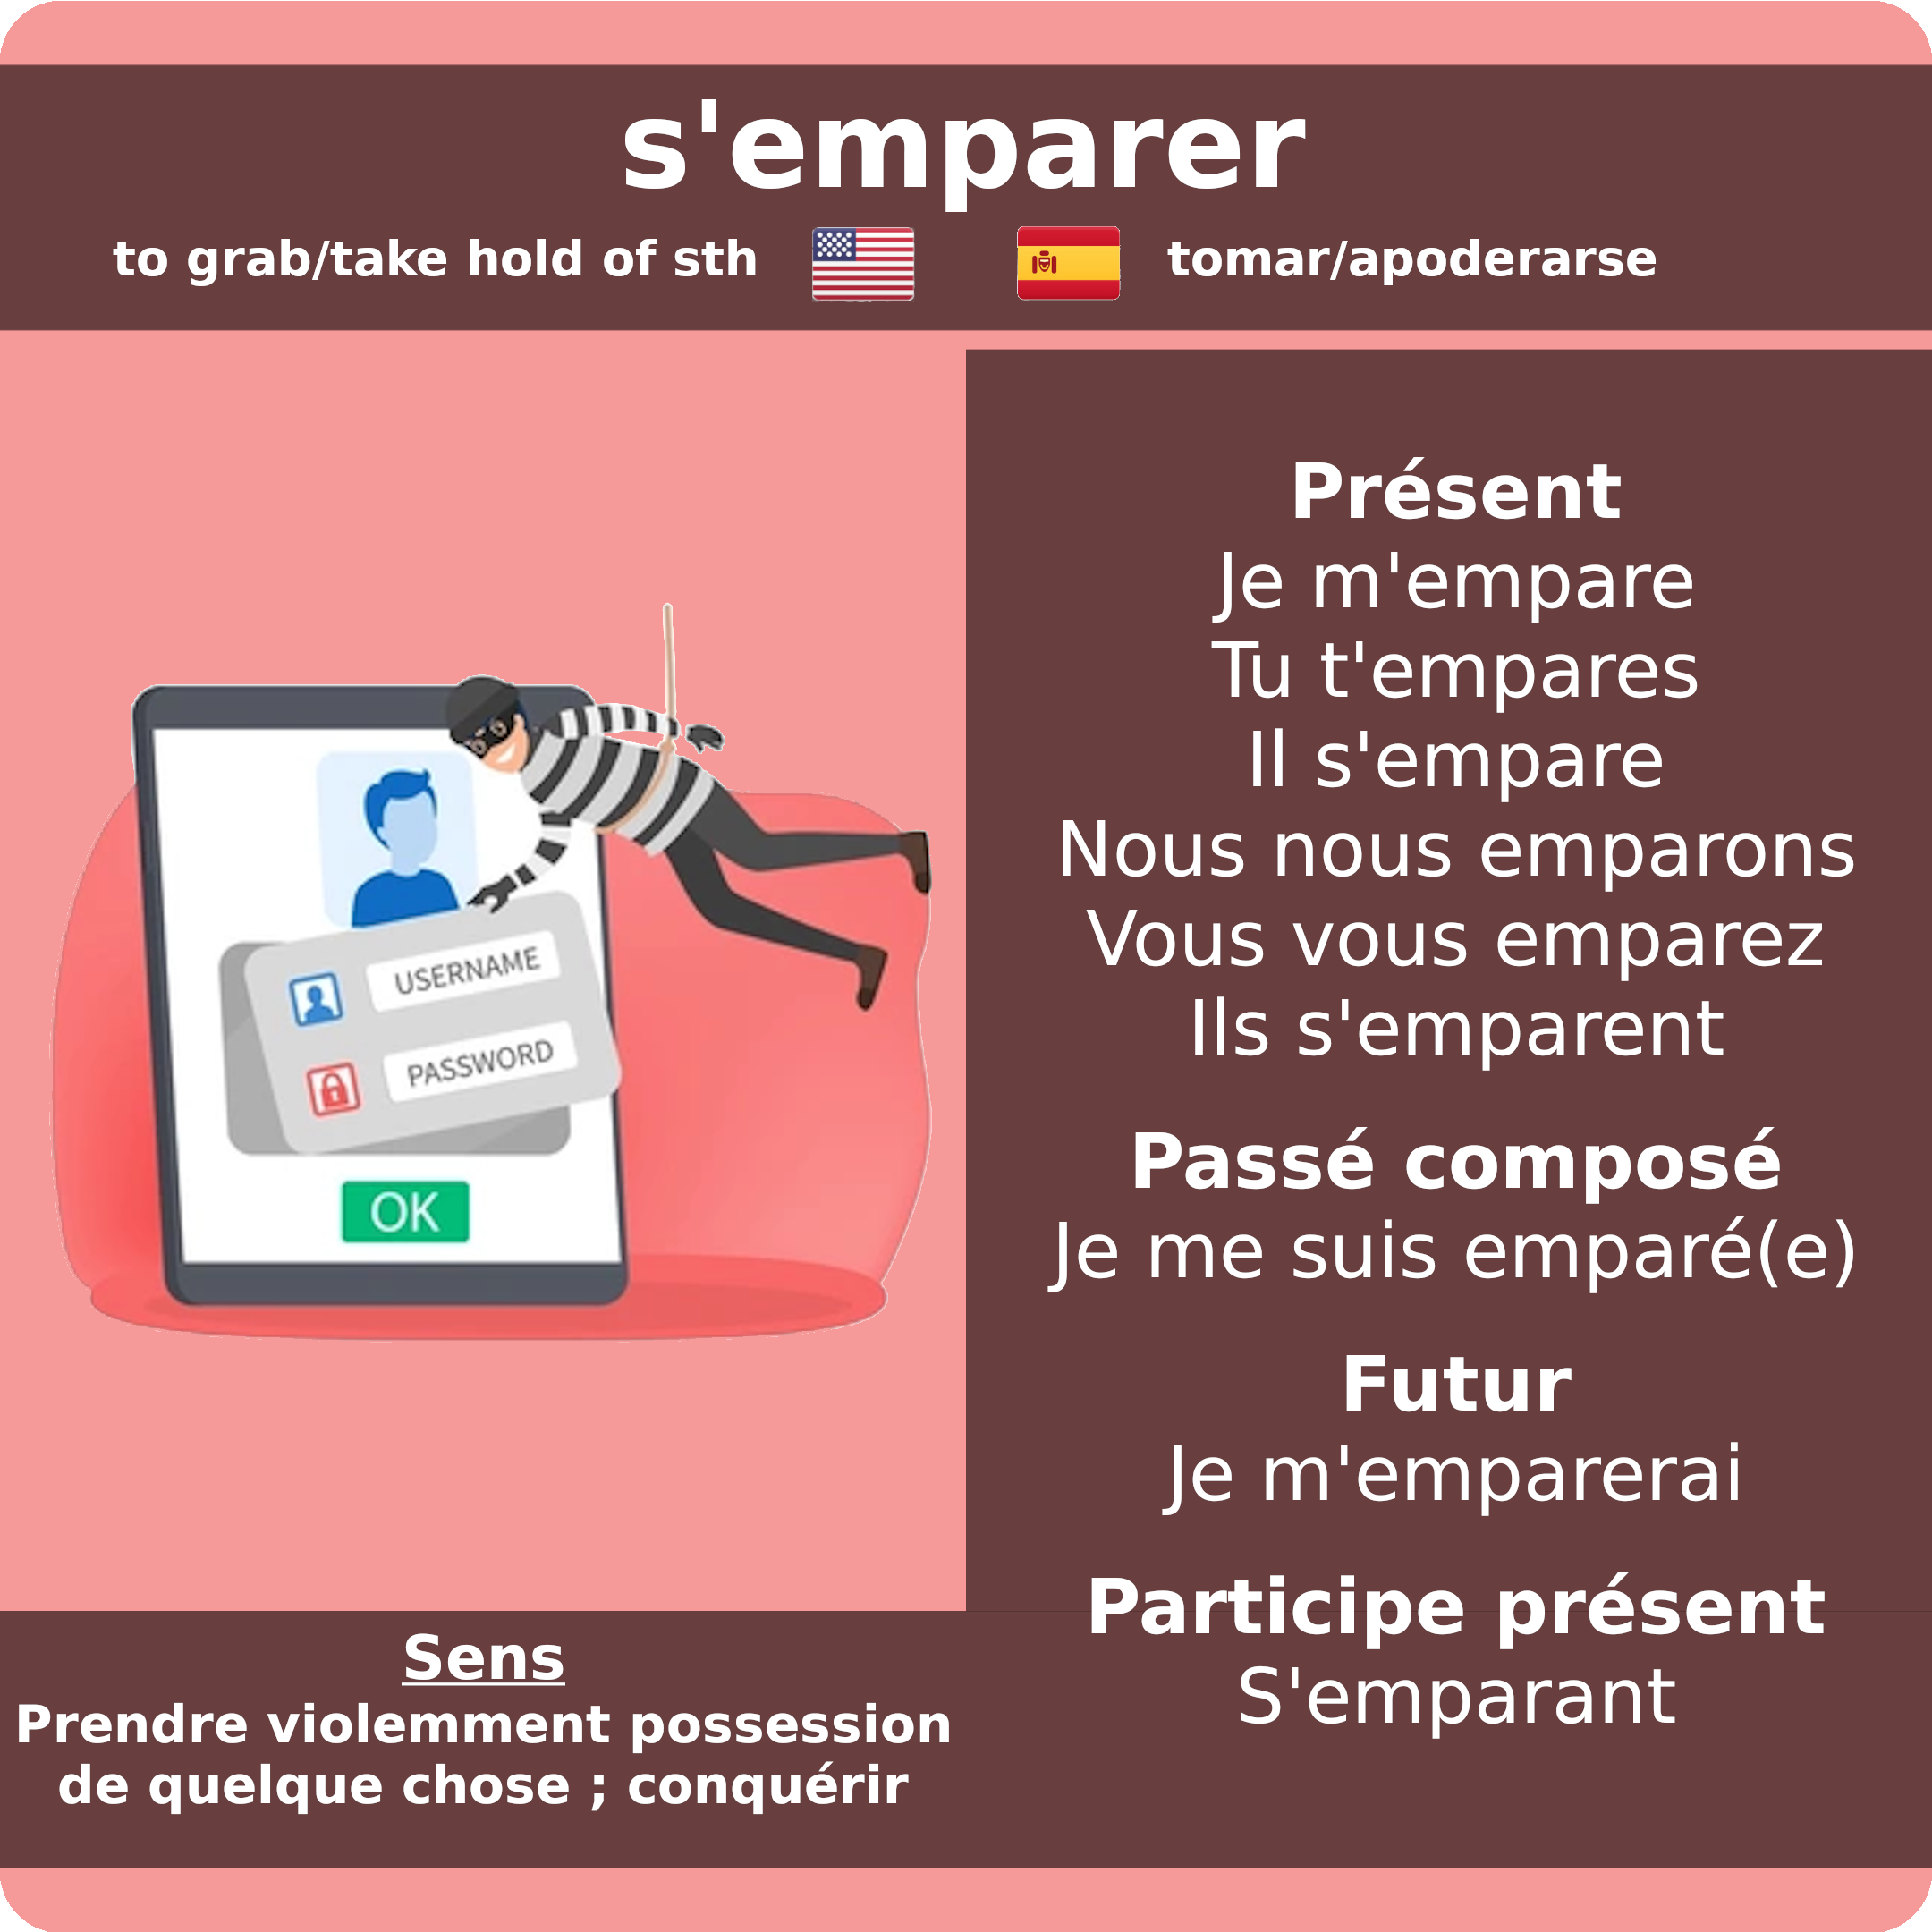 s'emparer
to grab/take hold of sth
tomar/apoderarse
USERNAME
PASSWORD
OK
Sens
Prendre violemment possession
de quelque chose ; conquérir
Présent
Je m'empare
Tu t'empares
Il s'empare
Nous nous emparons
Vous vous emparez
Ils s'emparent
Passé composé
Je me suis emparé(e)
Futur
Je m'emparerai
Participe présent
S'emparant